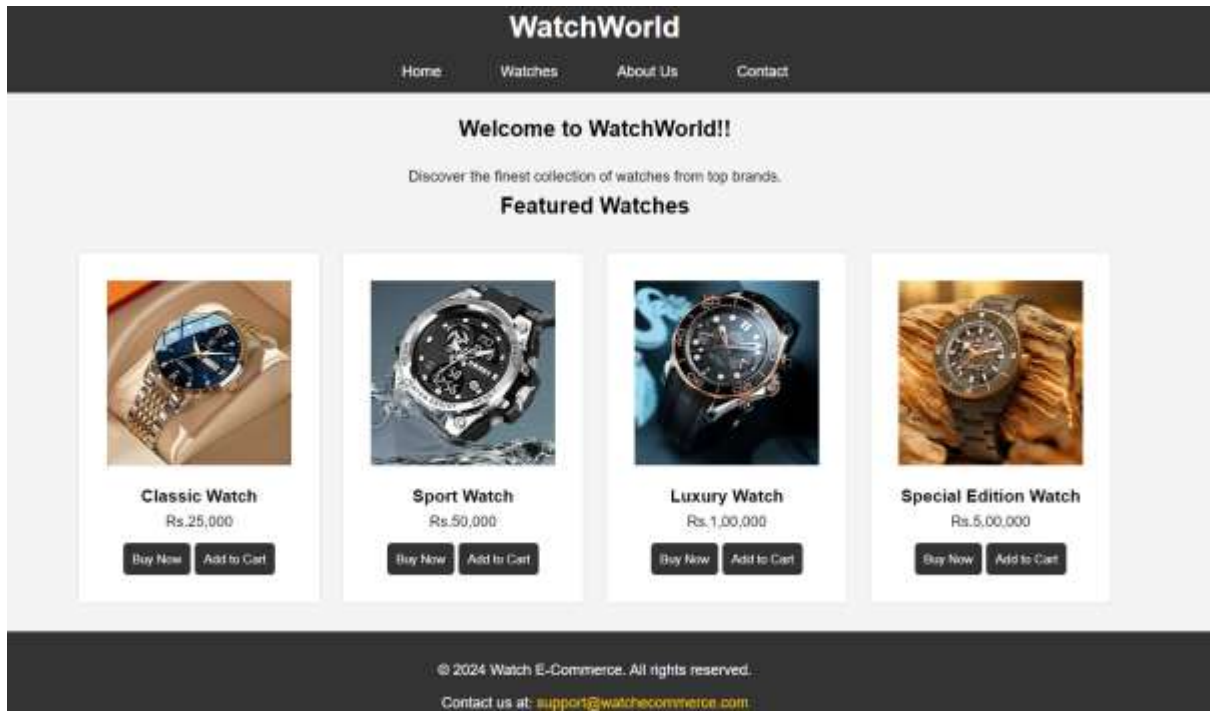 WatchWorld
Home Watches About Us Contact
Welcome to WatchWorld!!
Discover the finest collection of watches from top brands.
Featured Watches
Classic Watch Sport Watch Luxury Watch Special Edition Watch
Rs.25,000 Rs.50,000 Rs.1,00,000 Rs.5,00,000
Buy Now Add to Cart Buy Now Add to Cart Buy Now Add to Cart Buy Now Add to Cart
© 2024 Watch E-Commerce. All rights reserved.
Contact us at: support@watchecommerce.com